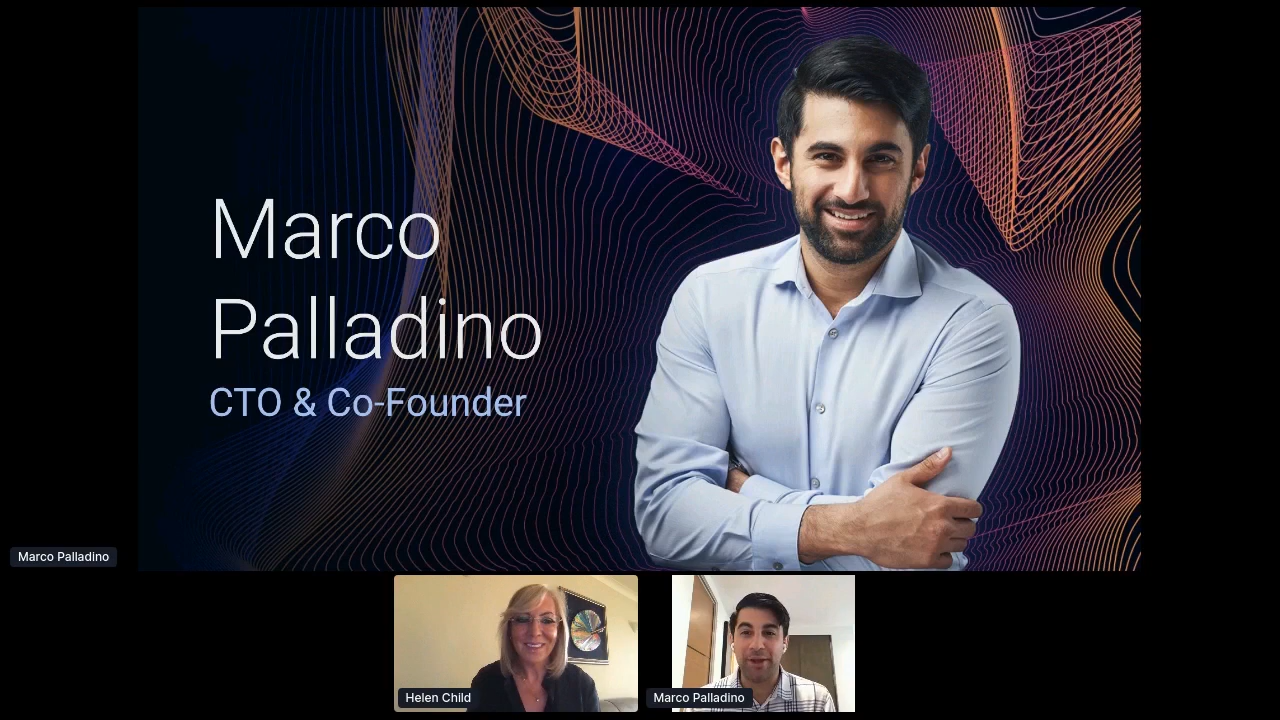 Marco
Palladino
CTO & Co-Founder
Marco Palladino
Helen Child
Marco Palladino